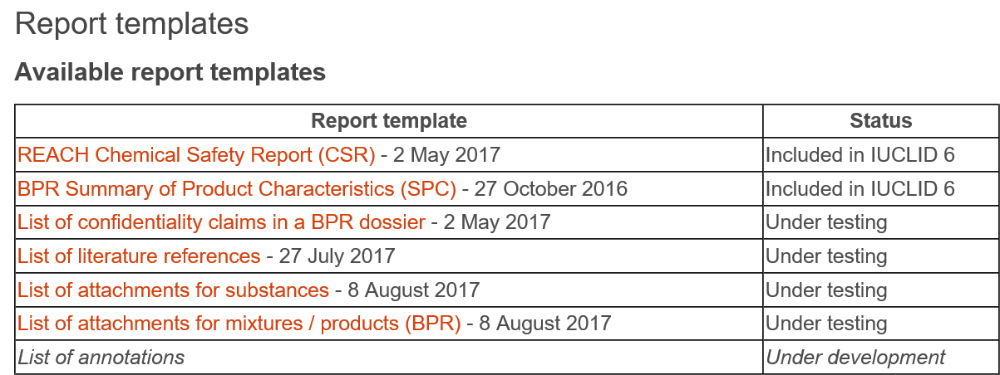 Report templates
Available report templates
Report template Status
REACH Chemical Safety Report (CSR) - 2 May 2017 Included in IUCLID 6
BPR Summary of Product Characteristics (SPC) - 27 October 2016 Included in IUCLID 6
List of confidentiality claims in a BPR dossier - 2 May 2017 Under testing
List of literature references - 27 July 2017 Under testing
List of attachments for substances - 8 August 2017 Under testing
List of attachments for mixtures / products (BPR) - 8 August 2017 Under testing
List of annotations Under development